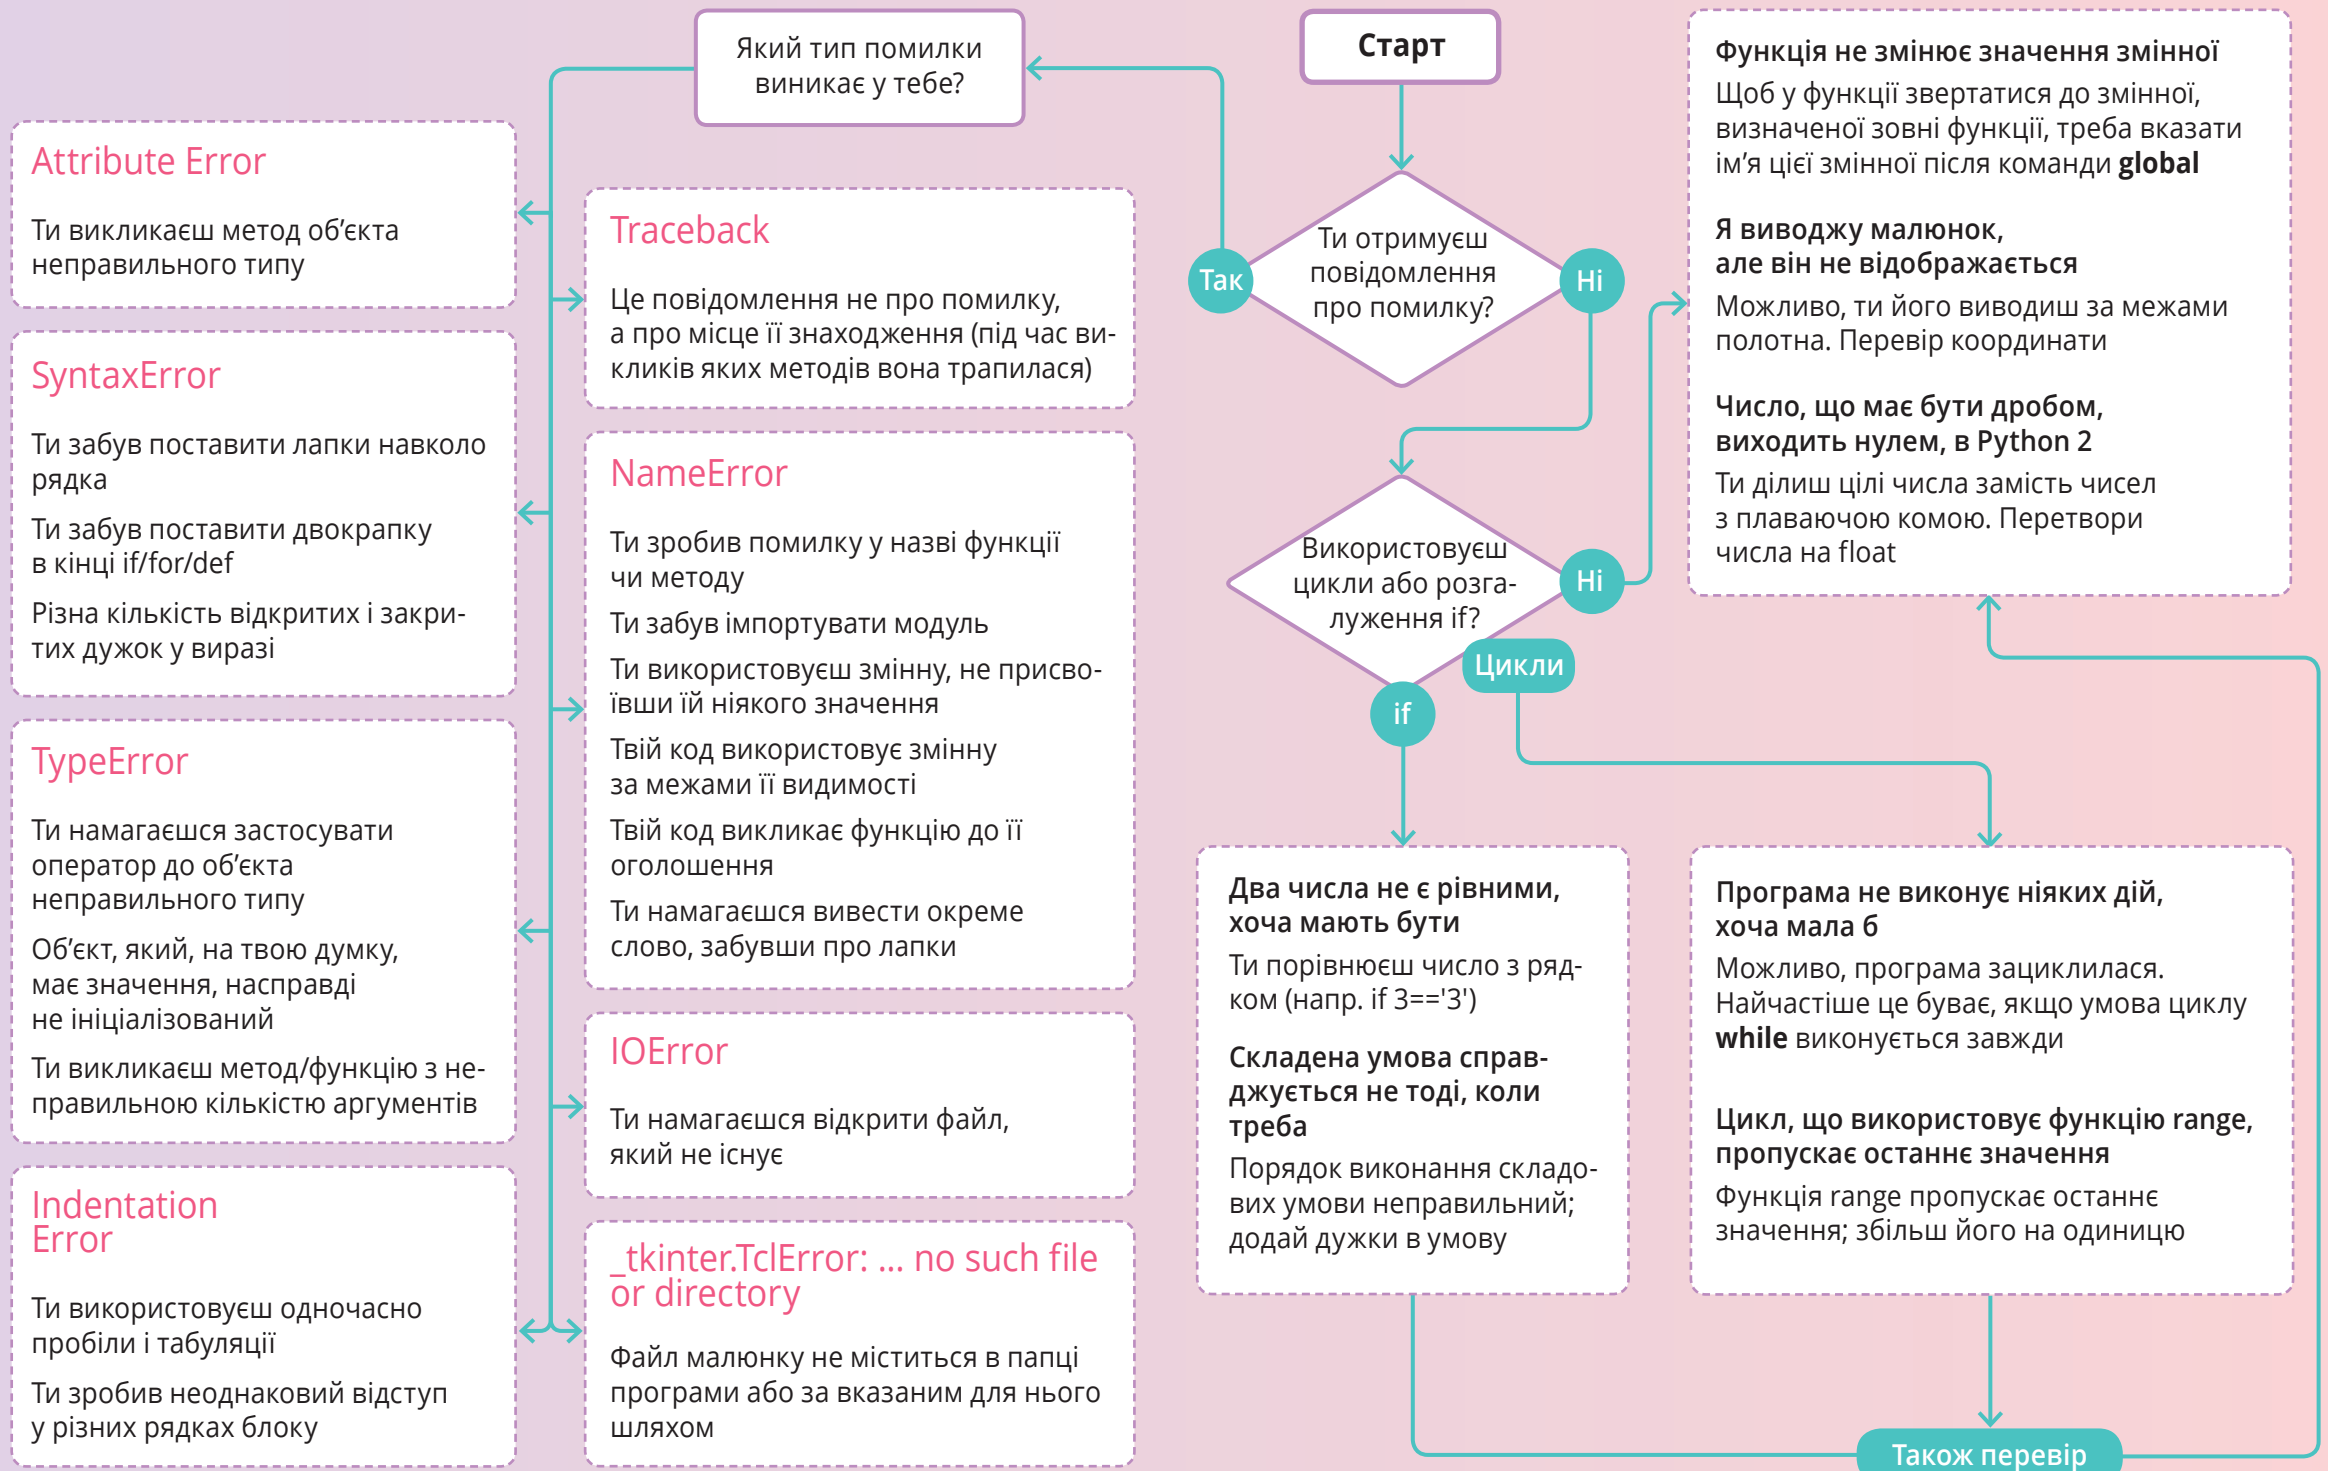 Старт
Ти отримуєш
повідомлення
про помилку?
Так
Ні
Який тип помилки
виникає у тебе?
Attribute Error
Ти викликаєш метод об’єкта
неправильного типу
SyntaxError
Ти забув поставити лапки навколо
рядка
Ти забув поставити двокрапку
в кінці if/for/def
Різна кількість відкритих і закри-
тих дужок у виразі
TypeError
Ти намагаєшся застосувати
оператор до об’єкта
неправильного типу
Об’єкт, який, на твою думку,
має значення, насправді
не ініціалізований
Ти викликаєш метод/функцію з не-
правильною кількістю аргументів
Indentation
Error
Ти використовуєш одночасно
пробіли і табуляції
Ти зробив неоднаковий відступ
у різних рядках блоку
Traceback
Це повідомлення не про помилку,
а про місце її знаходження (під час ви-
кликів яких методів вона трапилася)
NameError
Ти зробив помилку у назві функції
чи методу
Ти забув імпортувати модуль
Ти використовуєш змінну, не присво-
ївши їй ніякого значення
Твій код використовує змінну
за межами її видимості
Твій код викликає функцію до її
оголошення
Ти намагаєшся вивести окреме
слово, забувши про лапки
IOError
Ти намагаєшся відкрити файл,
який не існує
_tkinter.TclError: ... no such file
or directory
Файл малюнку не міститься в папці
програми або за вказаним для нього
шляхом
Використовуєш
цикли або розга-
луження if?
Ні
Цикли
if
Функція не змінює значення змінної
Щоб у функції звертатися до змінної,
визначеної зовні функції, треба вказати
ім’я цієї змінної після команди global
Я виводжу малюнок,
але він не відображається
Можливо, ти його виводиш за межами
полотна. Перевір координати
Число, що має бути дробом,
виходить нулем, в Python 2
Ти ділиш цілі числа замість чисел
з плаваючою комою. Перетвори
числа на float
Два числа не є рівними,
хоча мають бути
Ти порівнюєш число з ряд-
ком (напр. if 3=='3')
Складена умова справ-
джується не тоді, коли
треба
Порядок виконання складо-
вих умови неправильний;
додай дужки в умову
Програма не виконує ніяких дій,
хоча мала б
Можливо, програма зациклилася.
Найчастіше це буває, якщо умова циклу
while виконується завжди
Цикл, що використовує функцію range,
пропускає останнє значення
Функція range пропускає останнє
значення; збільш його на одиницю
Також перевір